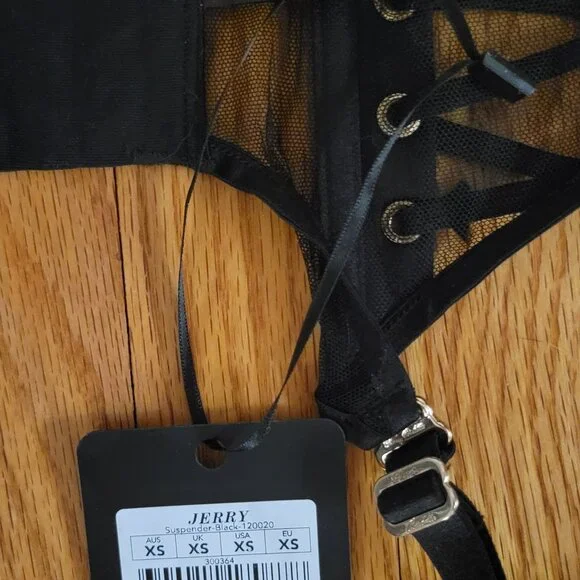 JERRY
Suspender-Black-120020
AUS UK USA EU
XS XS XS XS
300364